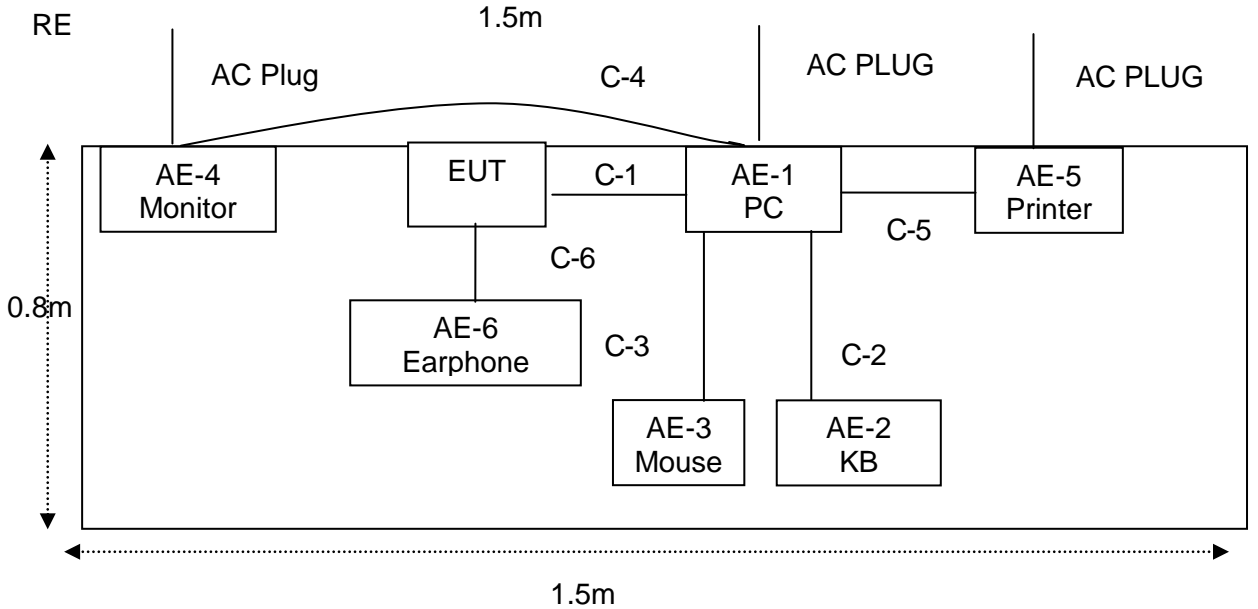 RE
1.5m
AC Plug
C-4
AC PLUG
AC PLUG
AE-4
Monitor
EUT
C-1
AE-1
PC
AE-5
Printer
C-5
C-6
0.8m
AE-6
Earphone
C-3
C-2
AE-3
Mouse
AE-2
KB
1.5m